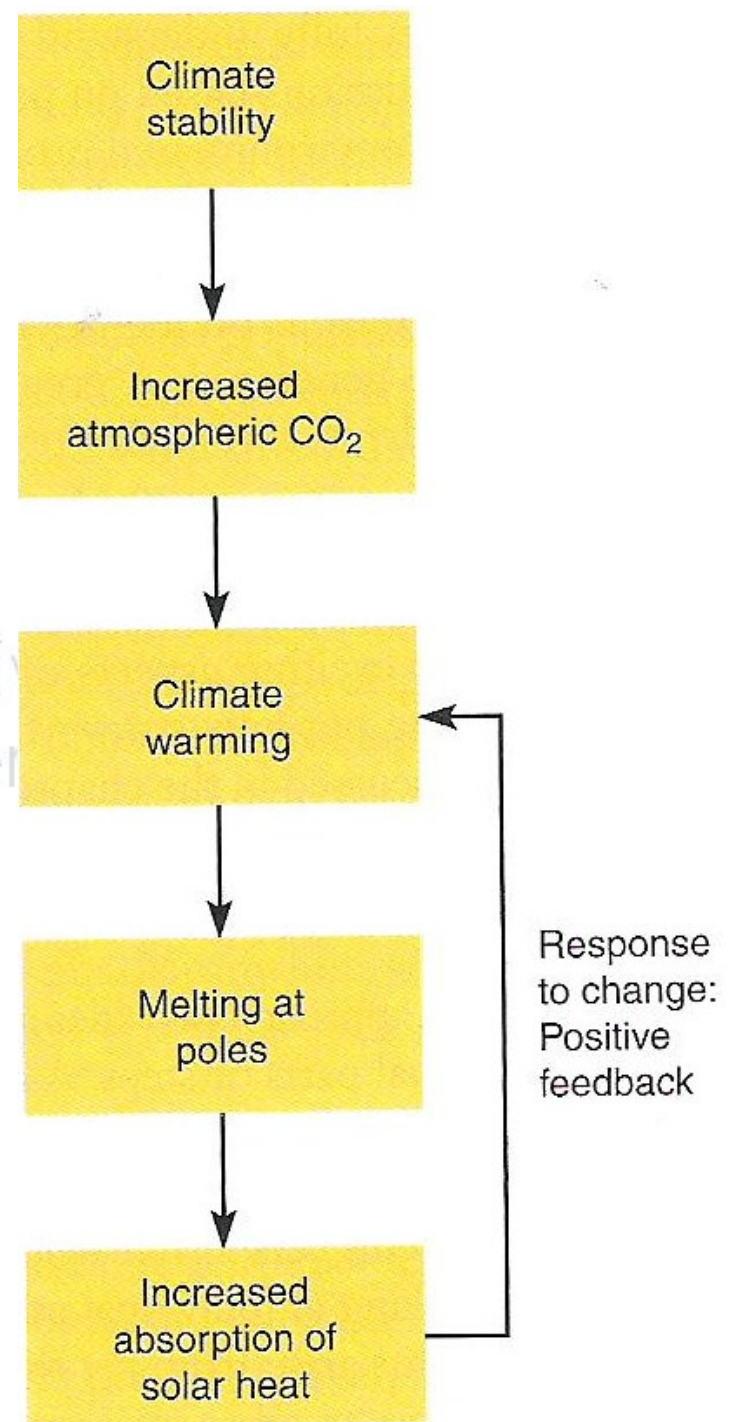 Climate
stability
Increased
atmospheric CO₂
Climate
warming
Melting at
poles
Response
to change:
Positive
feedback
Increased
absorption of
solar heat